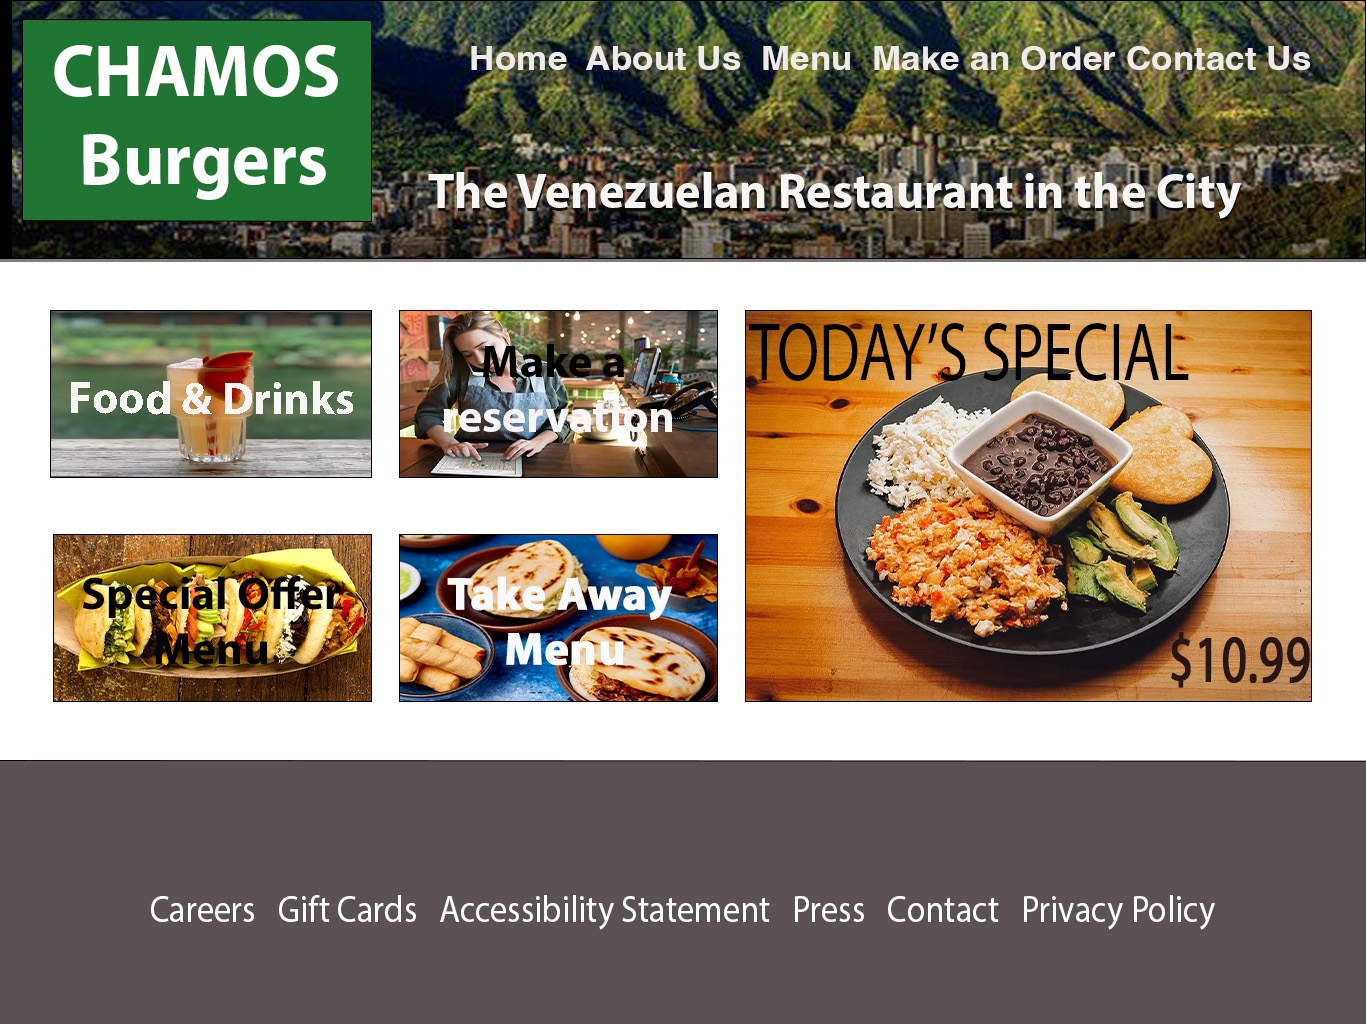 CHAMOS
Burgers
Home About Us Menu Make an Order Contact Us
The Venezuelan Restaurant in the City
Food & Drinks
Make a
reservation
TODAY’S SPECIAL
$10.99
Special Offer
Menu
Take Away
Menu
Careers Gift Cards Accessibility Statement Press Contact Privacy Policy